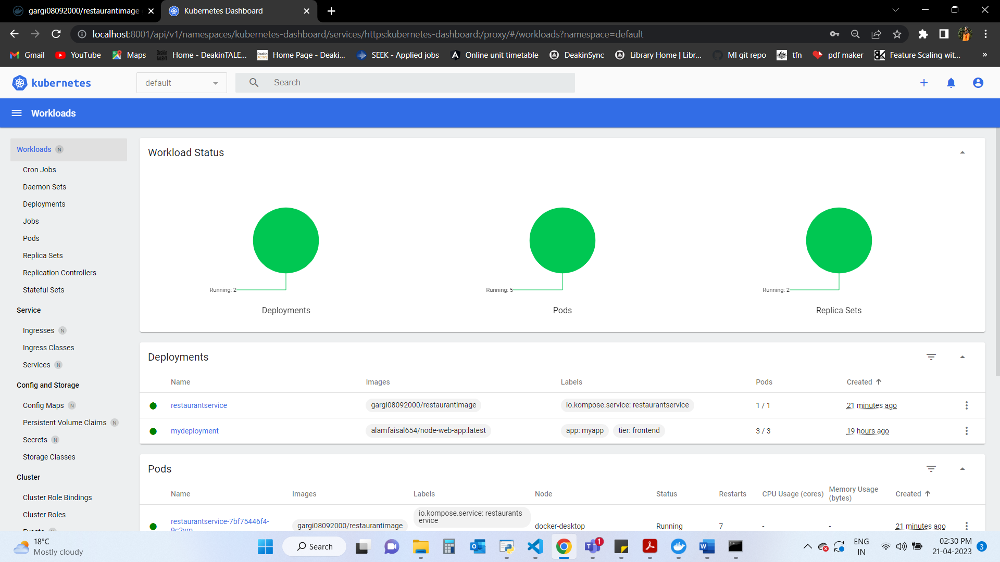 gargi08092000/restaurantimage
Kubernetes Dashboard
localhost:8001/api/v1/namespaces/kubernetes-dashboard/services/https:kubernetes-dashboard:/proxy/#/workloads?namespace=default
Gmail YouTube Maps Home - DeakinTALE... Home Page - Deaki... SEEK - Applied jobs Online unit timetable DeakinSync Library Home | Libr... MI git repo tfn pdf maker Feature Scaling wit... »
kubernetes default Search
Workloads
Workloads N
Cron Jobs
Daemon Sets
Deployments
Jobs
Pods
Replica Sets
Replication Controllers
Stateful Sets
Service
Ingresses N
Ingress Classes
Services N
Config and Storage
Config Maps N
Persistent Volume Claims N
Secrets N
Storage Classes
Cluster
Cluster Role Bindings
Cluster Roles
Events
Workload Status
Running: 2
Deployments
Running: 5
Pods
Running: 2
Replica Sets
Deployments
Name Images Labels Pods Created
restaurantservice gargi08092000/restaurantimage io.kompose.service: restaurantservice 1 / 1 21 minutes ago
mydeployment alamfaisal654/node-web-app:latest app: myapp tier: frontend 3 / 3 19 hours ago
Pods
Name Images Labels Node Status Restarts CPU Usage (cores) Memory Usage (bytes) Created
restaurantservice-7bf75446f4-
gargi08092000/restaurantimage
io.kompose.service: restaurants
ervice
docker-desktop Running 7 - - 21 minutes ago
18°C
Mostly cloudy
Search
1
ENG
IN
02:30 PM
21-04-2023
3